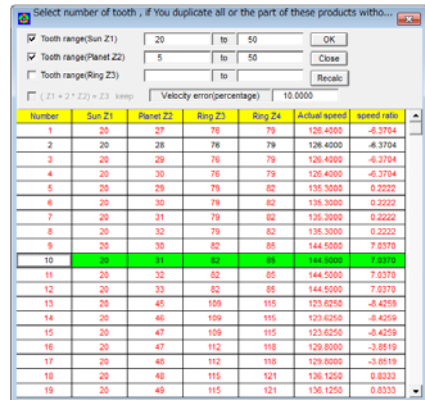 Select number of tooth , if You duplicate all or the part of these products witho...
Tooth range(Sun Z1) 20 to 50 OK
Tooth range(Planet Z2) 5 to 50 Close
Tooth range(Ring Z3) to Recalc
( Z1 + 2 * Z2) = Z3 keep Velocity error(percentage) 10.0000
Number Sun Z1 Planet Z2 Ring Z3 Ring Z4 Actual speed speed ratio
1 20 27 76 79 126.4000 -6.3704
2 20 28 76 79 126.4000 -6.3704
3 20 29 76 79 126.4000 -6.3704
4 20 30 76 79 126.4000 -6.3704
5 20 29 79 82 135.3000 0.2222
6 20 30 79 82 135.3000 0.2222
7 20 31 79 82 135.3000 0.2222
8 20 32 79 82 135.3000 0.2222
9 20 30 82 85 144.5000 7.0370
10 20 31 82 85 144.5000 7.0370
11 20 32 82 85 144.5000 7.0370
12 20 33 82 85 144.5000 7.0370
13 20 45 109 115 123.6250 -8.4259
14 20 46 109 115 123.6250 -8.4259
15 20 47 109 115 123.6250 -8.4259
16 20 47 112 118 129.8000 -3.8519
17 20 48 112 118 129.8000 -3.8519
18 20 48 115 121 136.1250 0.8333
19 20 49 115 121 136.1250 0.8333